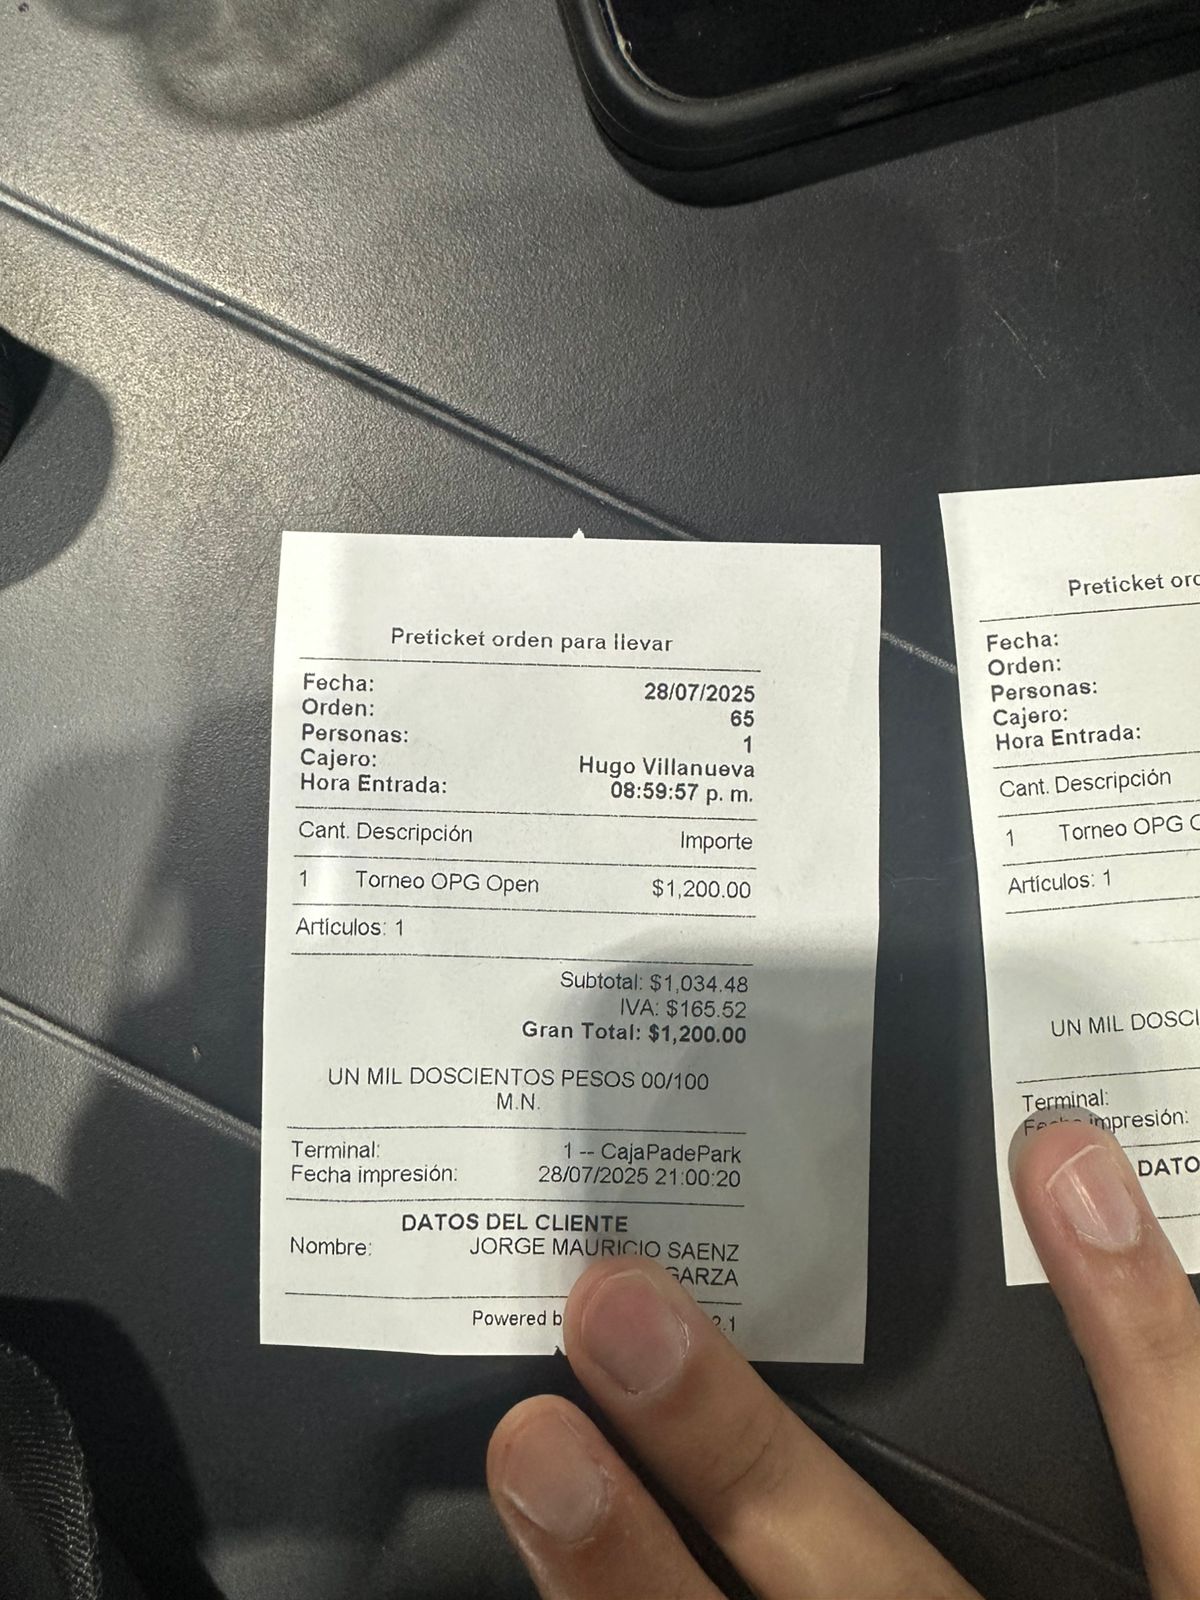 Preticket orden para llevar
Fecha: 28/07/2025
Orden: 65
Personas: 1
Cajero: Hugo Villanueva
Hora Entrada: 08:59:57 p. m.
Cant. Descripción Importe
1 Torneo OPG Open $1,200.00
Artículos: 1
Subtotal: $1,034.48
IVA: $165.52
Gran Total: $1,200.00
UN MIL DOSCIENTOS PESOS 00/100
M.N.
Terminal: 1 -- CajaPadePark
Fecha impresión: 28/07/2025 21:00:20
DATOS DEL CLIENTE
Nombre: JORGE MAURICIO SAENZ
GARZA
Powered
Preticket
Fecha:
Orden:
Personas:
Cajero:
Hora Entrada:
Cant. Descripción
1 Torneo OPG
Artículos: 1
UN MIL
Terminal:
impresión: